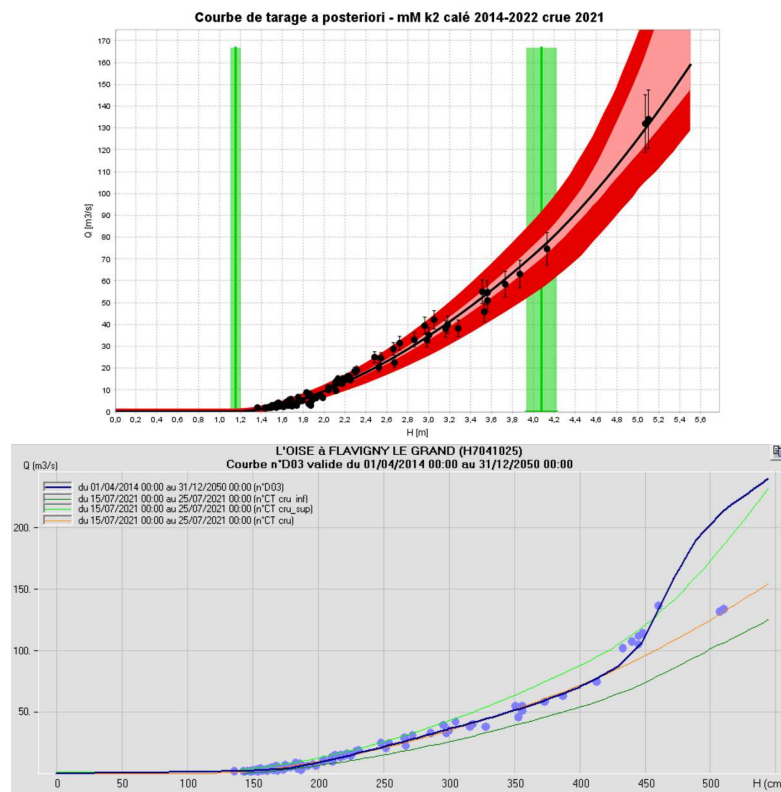 Courbe de tarage a posteriori - mM k2 calé 2014-2022 crue 2021
Q [m3/s]
170
160
150
140
130
120
110
100
90
80
70
60
50
40
30
20
10
0
0,0 0,2 0,4 0,6 0,8 1,0 1,2 1,4 1,6 1,8 2,0 2,2 2,4 2,6 2,8 3,0 3,2 3,4 3,6 3,8 4,0 4,2 4,4 4,6 4,8 5,0 5,2 5,4 5,6
H [m]
L'OISE à FLAVIGNY LE GRAND (H7041025)
Courbe n°D03 valide du 01/04/2014 00:00 au 31/12/2050 00:00
Q (m3/s)
du 01/04/2014 00:00 au 31/12/2050 00:00 (n°D03)
du 15/07/2021 00:00 au 25/07/2021 00:00 (n°CT cru_inf)
du 15/07/2021 00:00 au 25/07/2021 00:00 (n°CT cru_sup)
du 15/07/2021 00:00 au 25/07/2021 00:00 (n°CT cru)
200.
150.
100.
50.
0 50 100 150 200 250 300 350 400 450 500 H (cm